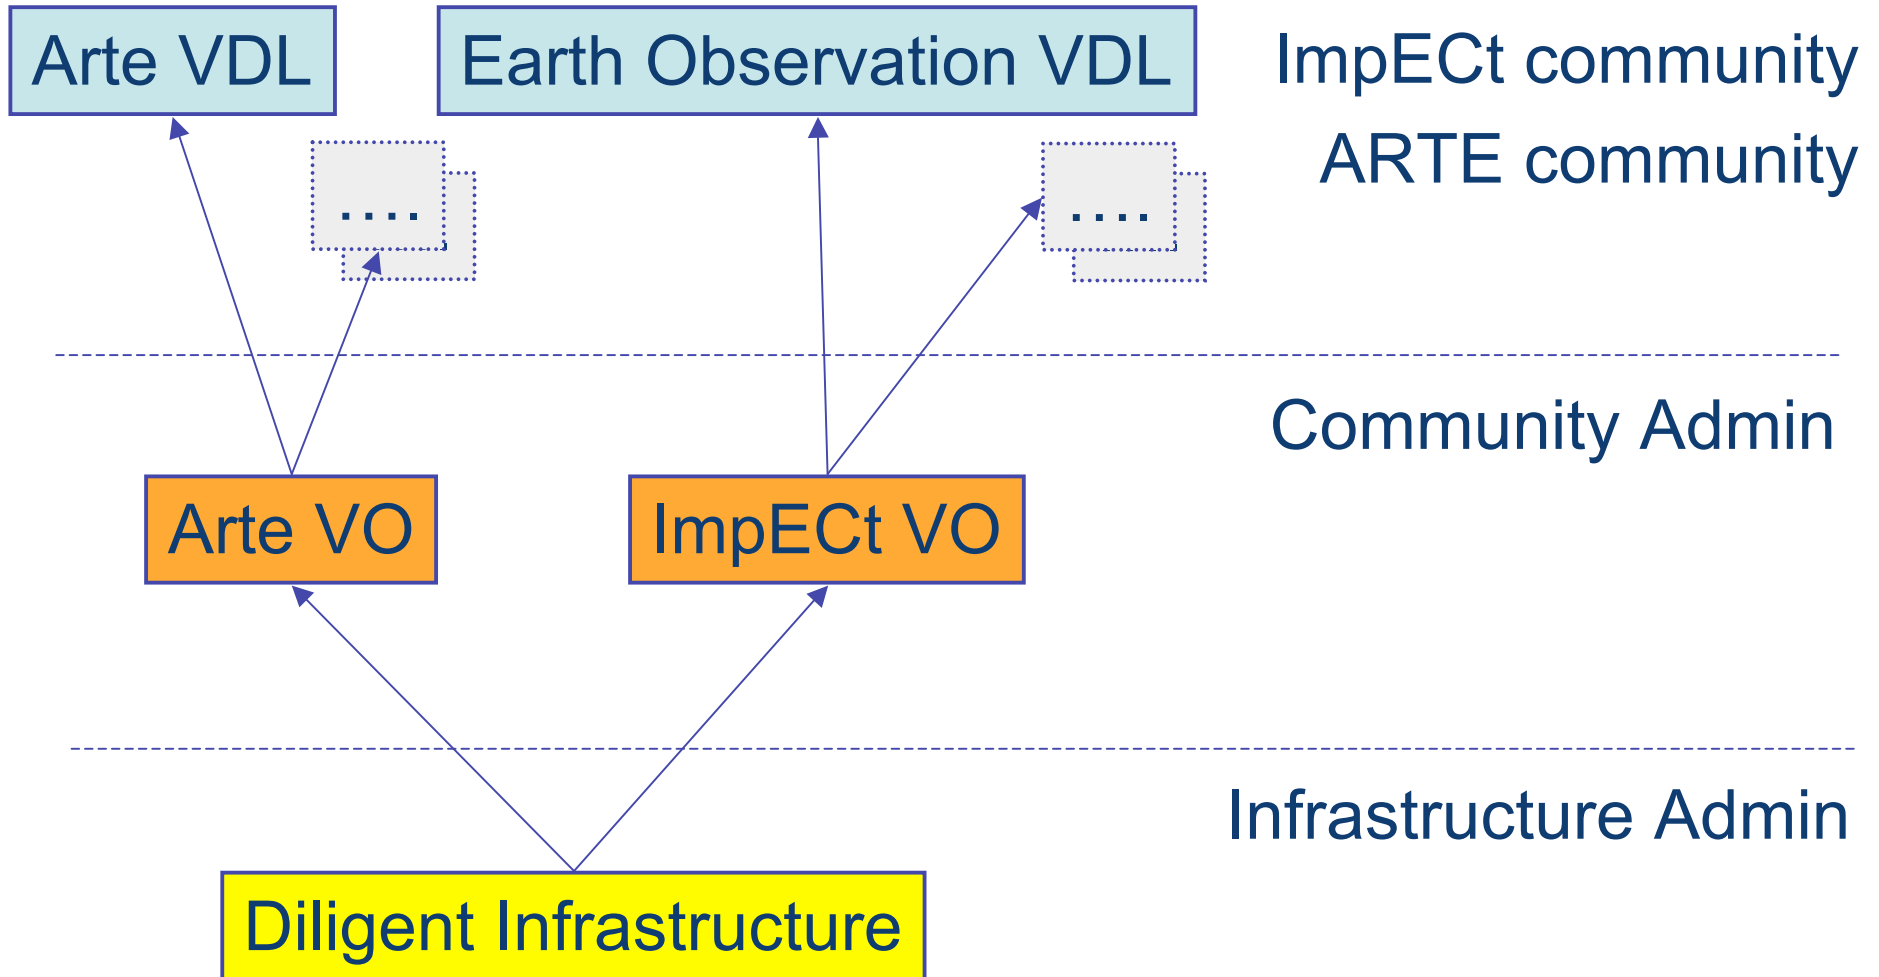 Arte VDL
Earth Observation VDL
ImpECt community
ARTE community
....
....
Community Admin
Arte VO
ImpECt VO
Infrastructure Admin
Diligent Infrastructure